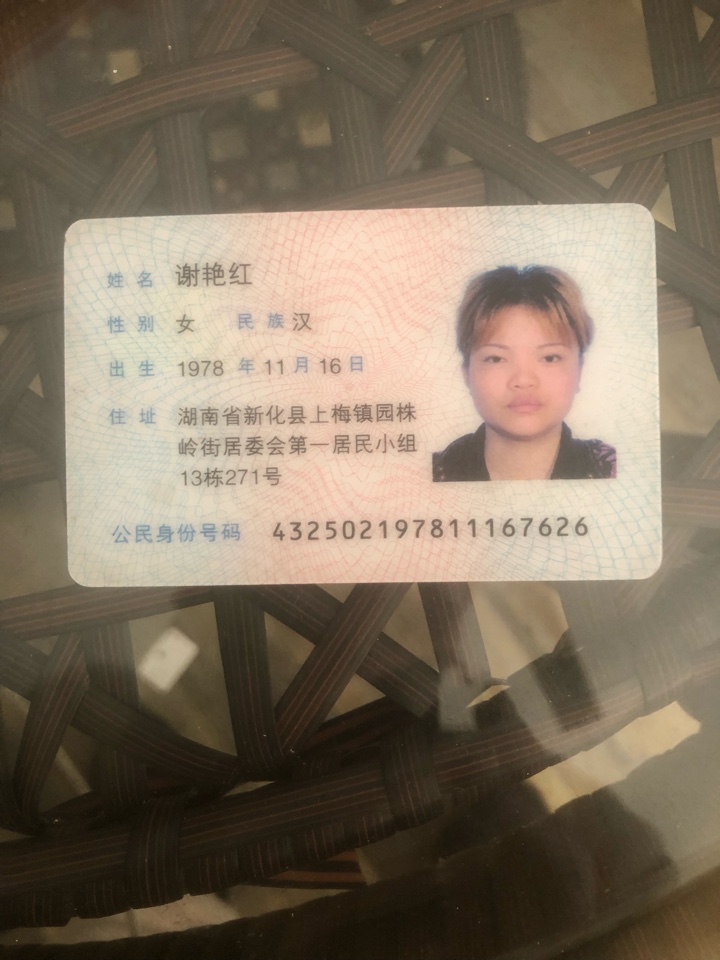 姓名 谢艳红
性别 女 民族 汉
出生 1978 年 11 月 16 日
住址 湖南省新化县上梅镇园株
岭街居委会第一居民小组
13栋271号
公民身份号码 432502197811167626